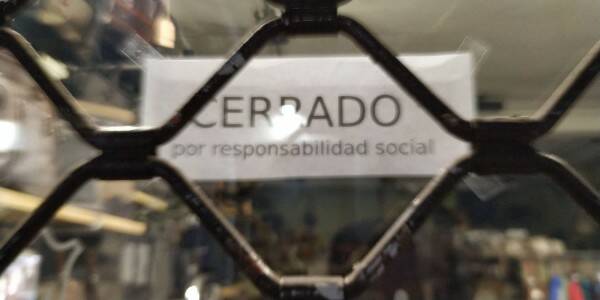 CERRADO
por responsabilidad social